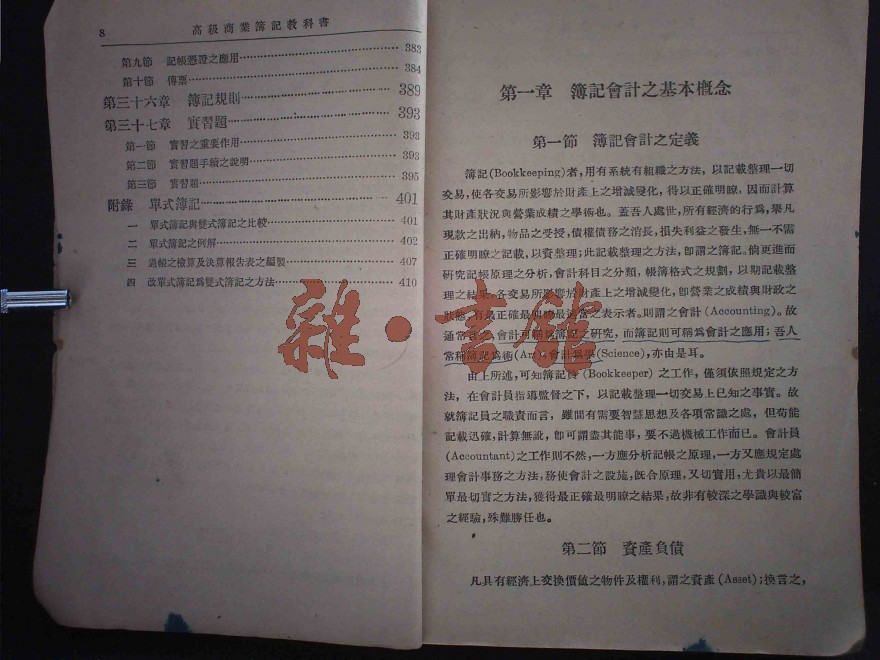 8 高級商業簿記教科書
第九節 記帳憑證之應用 383
第十節 傳票 384
第三十六章 簿記規則 389
第三十七章 實習題 393
第一節 實習之重要作用 393
第二節 實習題手續之說明 393
第三節 實習題 395
附錄 單式簿記 401
一 單式簿記與雙式簿記之比較 401
二 單式簿記之例解 402
三 過帳之檢算及決算報告表之編製 407
四 改單式簿記爲雙式簿記之方法 410
第一章 簿記會計之基本概念
第一節 簿記會計之定義
簿記(Bookkeeping)者,用有系統有組織之方法,以記載整理一切
交易,使各交易所影響於財產上之增減變化,得以正確明瞭,因而計算
其財產狀況與營業成績之學術也。蓋吾人處世,所有經濟的行爲,舉凡
現款之出納,物品之受授,債權債務之消長,損失利益之發生,無一不需
正確明瞭之記載,以資整理;此記載整理之方法,卽謂之簿記。倘更進而
研究記帳原理之分析,會計科目之分類,帳簿格式之規劃,以期記載整
理之結果,各交易所影響於財產上之增減變化,卽營業之成績與財政之
狀態,有最正確最明瞭最適當之表示者,則謂之會計(Accounting)。故
通常言之,會計可稱爲簿記之研究,而簿記則可稱爲會計之應用;吾人
常稱簿記爲術(Art),會計爲學(Science),亦由是耳。
由上所述,可知簿記員(Bookkeeper)之工作,僅須依照規定之方
法,在會計員指導監督之下,以記載整理一切交易上已知之事實。故
就簿記員之職責而言,雖間有需要智慧思想及各項常識之處,但苟能
記載迅確,計算無訛,卽可謂盡其能事,要不過機械工作而已。會計員
(Accountant)之工作則不然,一方應分析記帳之原理,一方又應規定處
理會計事務之方法,務使會計之設施,旣合原理,又切實用,尤貴以最簡
單最切實之方法,獲得最正確最明瞭之結果,故非有較深之學識與較富
之經驗,殊難勝任也。
第二節 資產負債
凡具有經濟上交換價值之物件及權利,謂之資產(Asset);換言之,
雜·書館